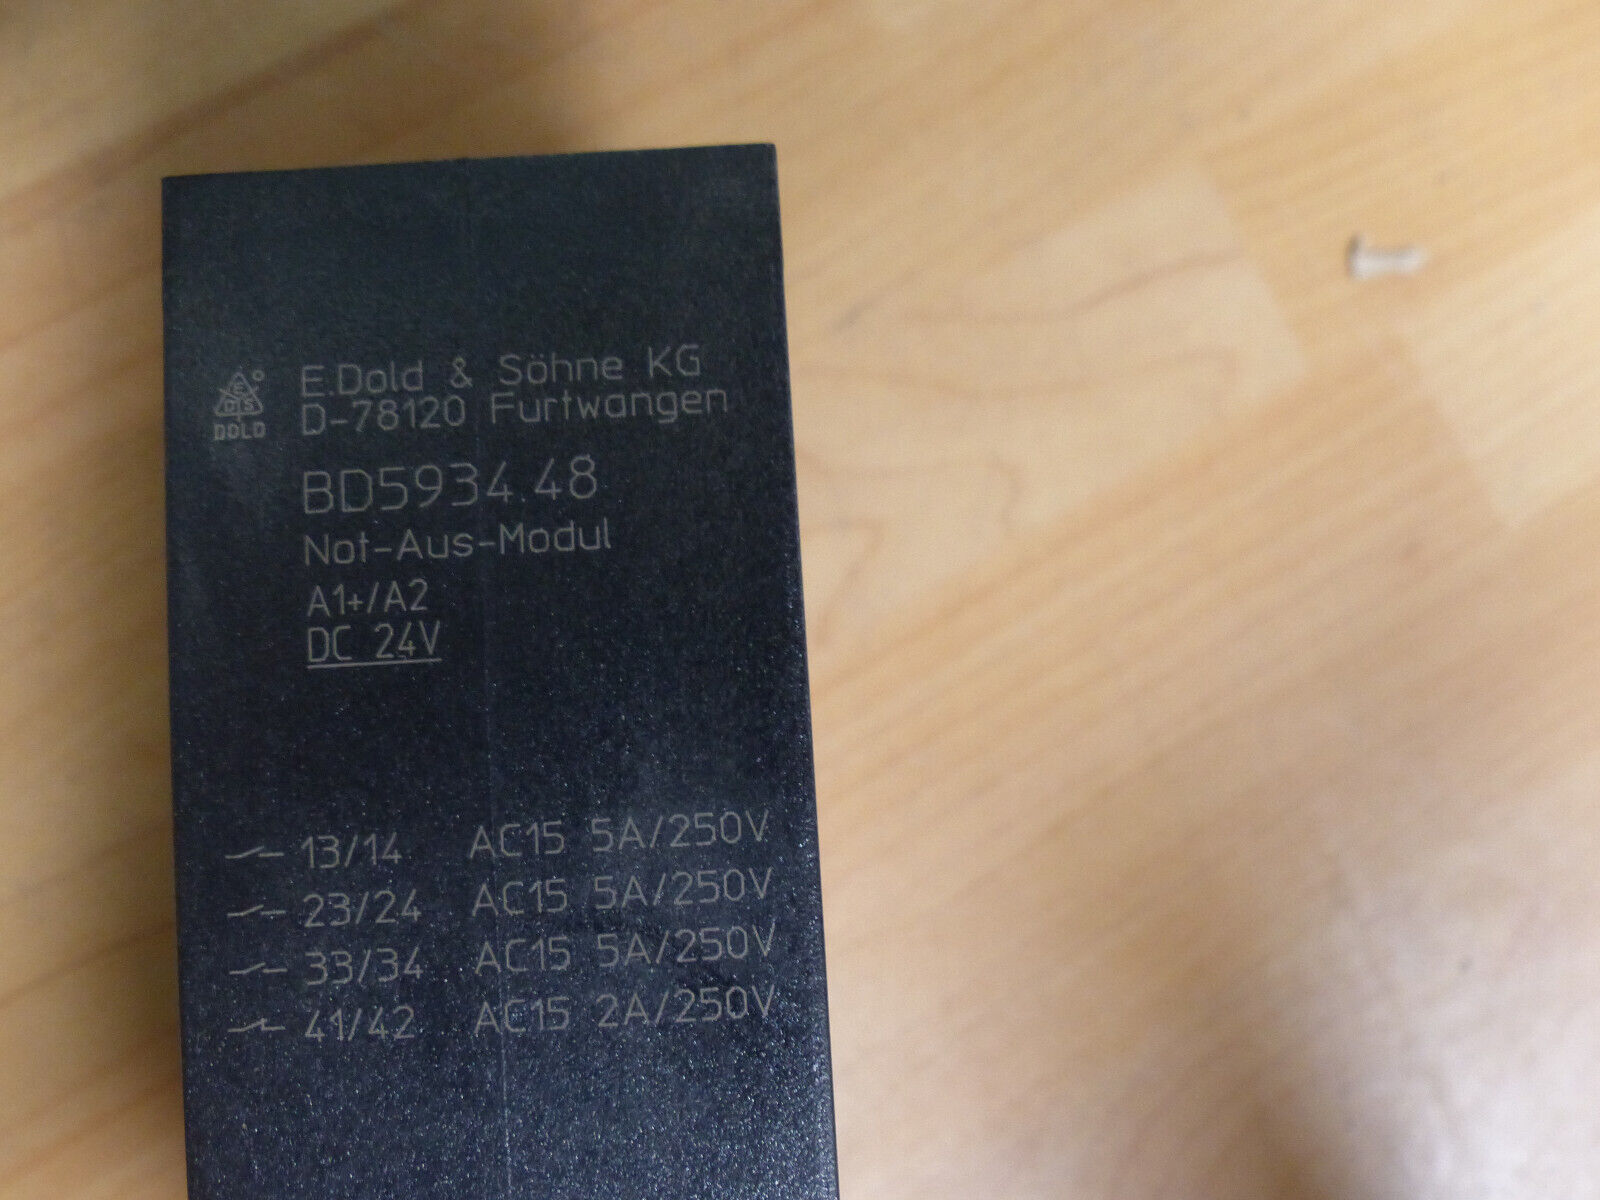 E.Dold & Söhne KG
D-78120 Furtwangen
DOLD
BD5934.48
Not-Aus-Modul
A1+/A2
DC 24V
13/14 AC15 5A/250V
23/24 AC15 5A/250V
33/34 AC15 5A/250V
41/42 AC15 2A/250V